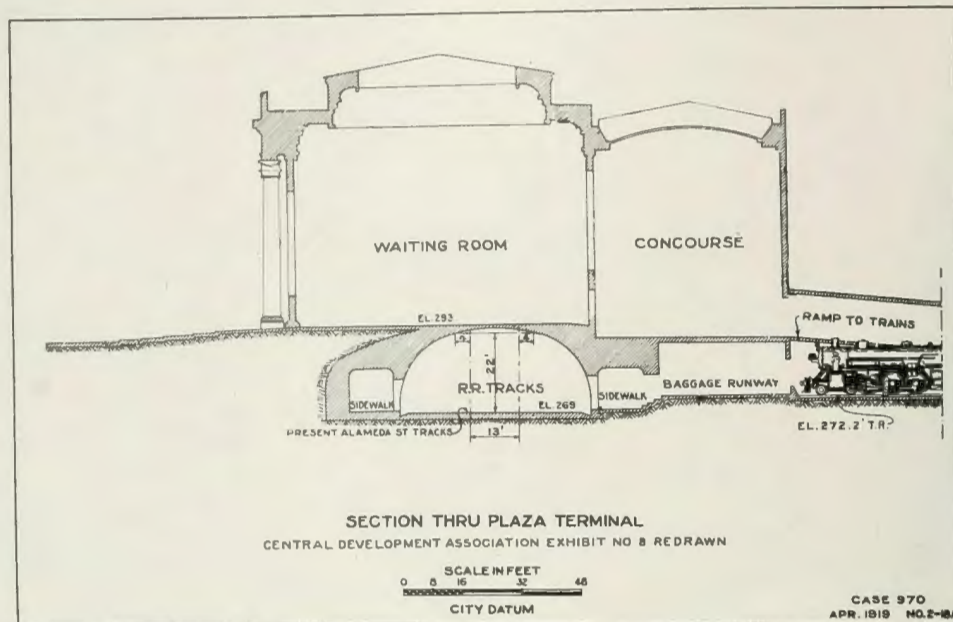 WAITING ROOM
CONCOURSE
EL. 293
RAMP TO TRAINS
22'
R.R. TRACKS
SIDEWALK
EL. 269
SIDEWALK
BAGGAGE RUNWAY
PRESENT ALAMEDA ST TRACKS
13'
EL. 272.2' T.R.
SECTION THRU PLAZA TERMINAL
CENTRAL DEVELOPMENT ASSOCIATION EXHIBIT NO 8 REDRAWN
SCALE IN FEET
0 8 16 32 48
CITY DATUM
CASE 970
APR. 1919